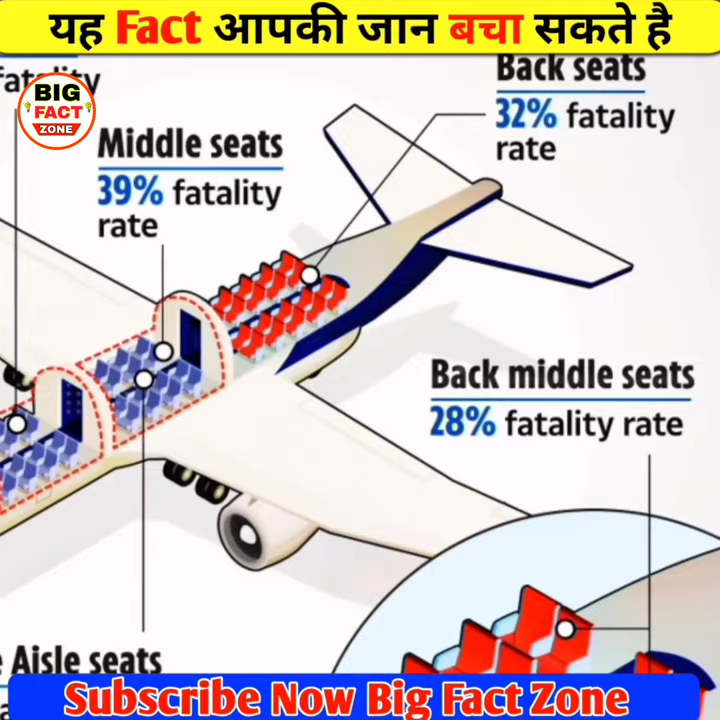 यह Fact आपकी जान बचा सकते है
fatality
BIG
FACT
ZONE
Back seats
32% fatality
rate
Middle seats
39% fatality
rate
Back middle seats
28% fatality rate
Aisle seats
Subscribe Now Big Fact Zone